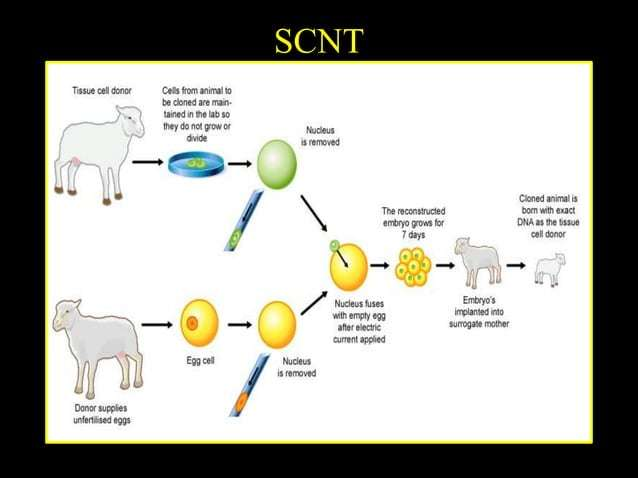 SCNT
Tissue cell donor
Cells from animal to
be cloned are main-
tained in the lab so
they do not grow or
divide
Nucleus
is removed
The reconstructed
embryo grows for
7 days
Cloned animal is
born with exact
DNA as the tissue
cell donor
Nucleus fuses
with empty egg
after electric
current applied
Embryo's
implanted into
surrogate mother
Egg cell
Nucleus
is removed
Donor supplies
unfertilised eggs